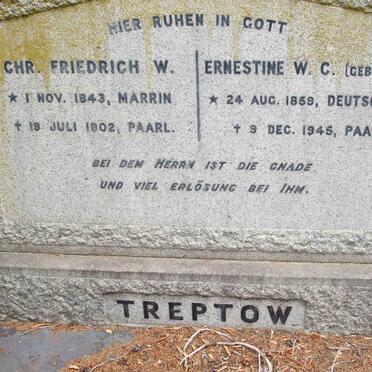 HIER RUHEN IN GOTT
CHR. FRIEDRICH W.
★ 1 NOV. 1843, MARRIN
✝ 19 JULI 1902, PAARL.
ERNESTINE W. C. (GEB
★ 24 AUG. 1859, DEUTSC
✝ 9 DEC. 1945, PAA
BEI DEM HERRN IST DIE GNADE
UND VIEL ERLÖSUNG BEI IHM.
TREPTOW